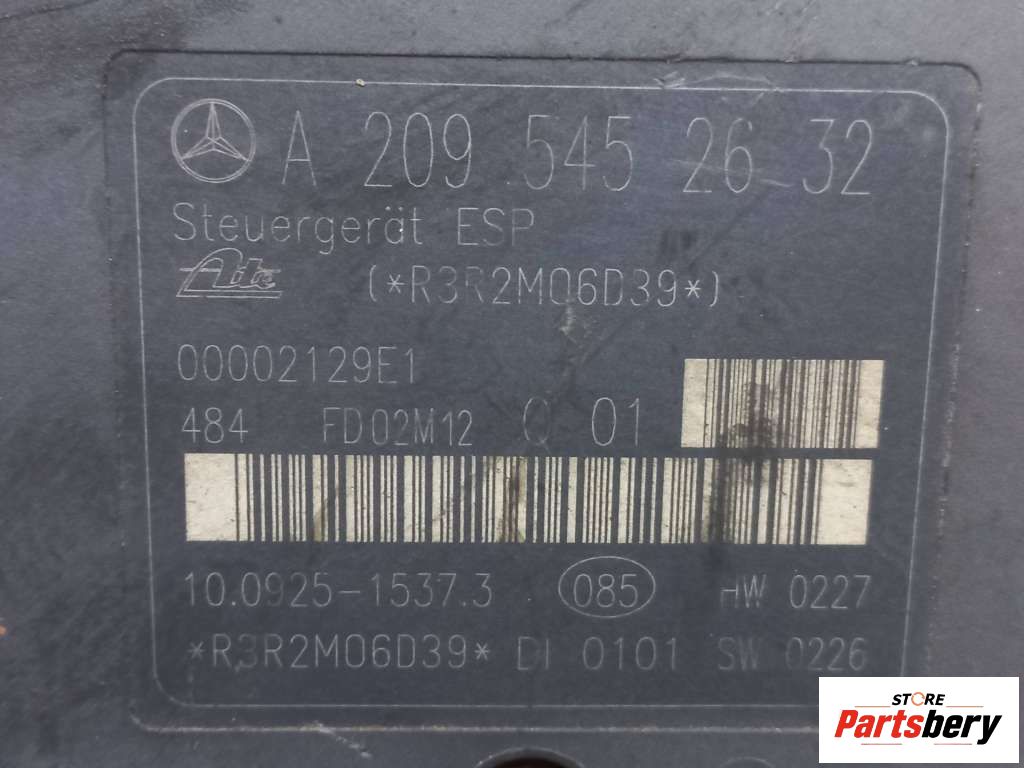 A 209 545 26 32
Steuergerät ESP
Ate (*R3R2M06D39*)
00002129E1
484 FD02M12 Q 01
10.0925-1537.3 085 HW 0227
*R3R2M06D39* DI 0101 SW 0226
STORE
Partsbery